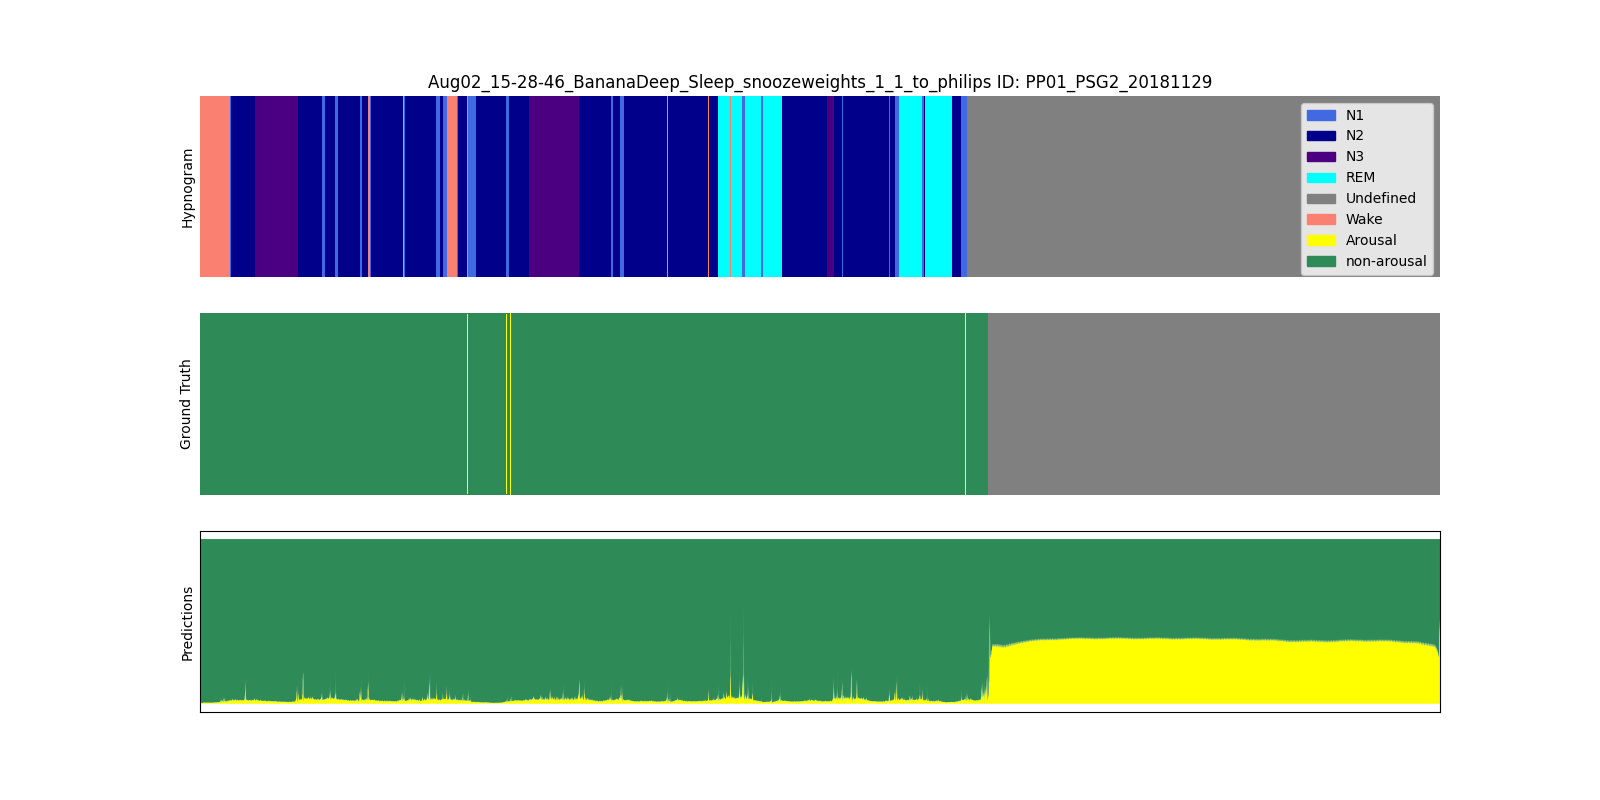 Aug02_15-28-46_BananaDeep_Sleep_snoozeweights_1_1_to_philips ID: PP01_PSG2_20181129
Hypnogram
N1
N2
N3
REM
Undefined
Wake
Arousal
non-arousal
Ground Truth
Predictions